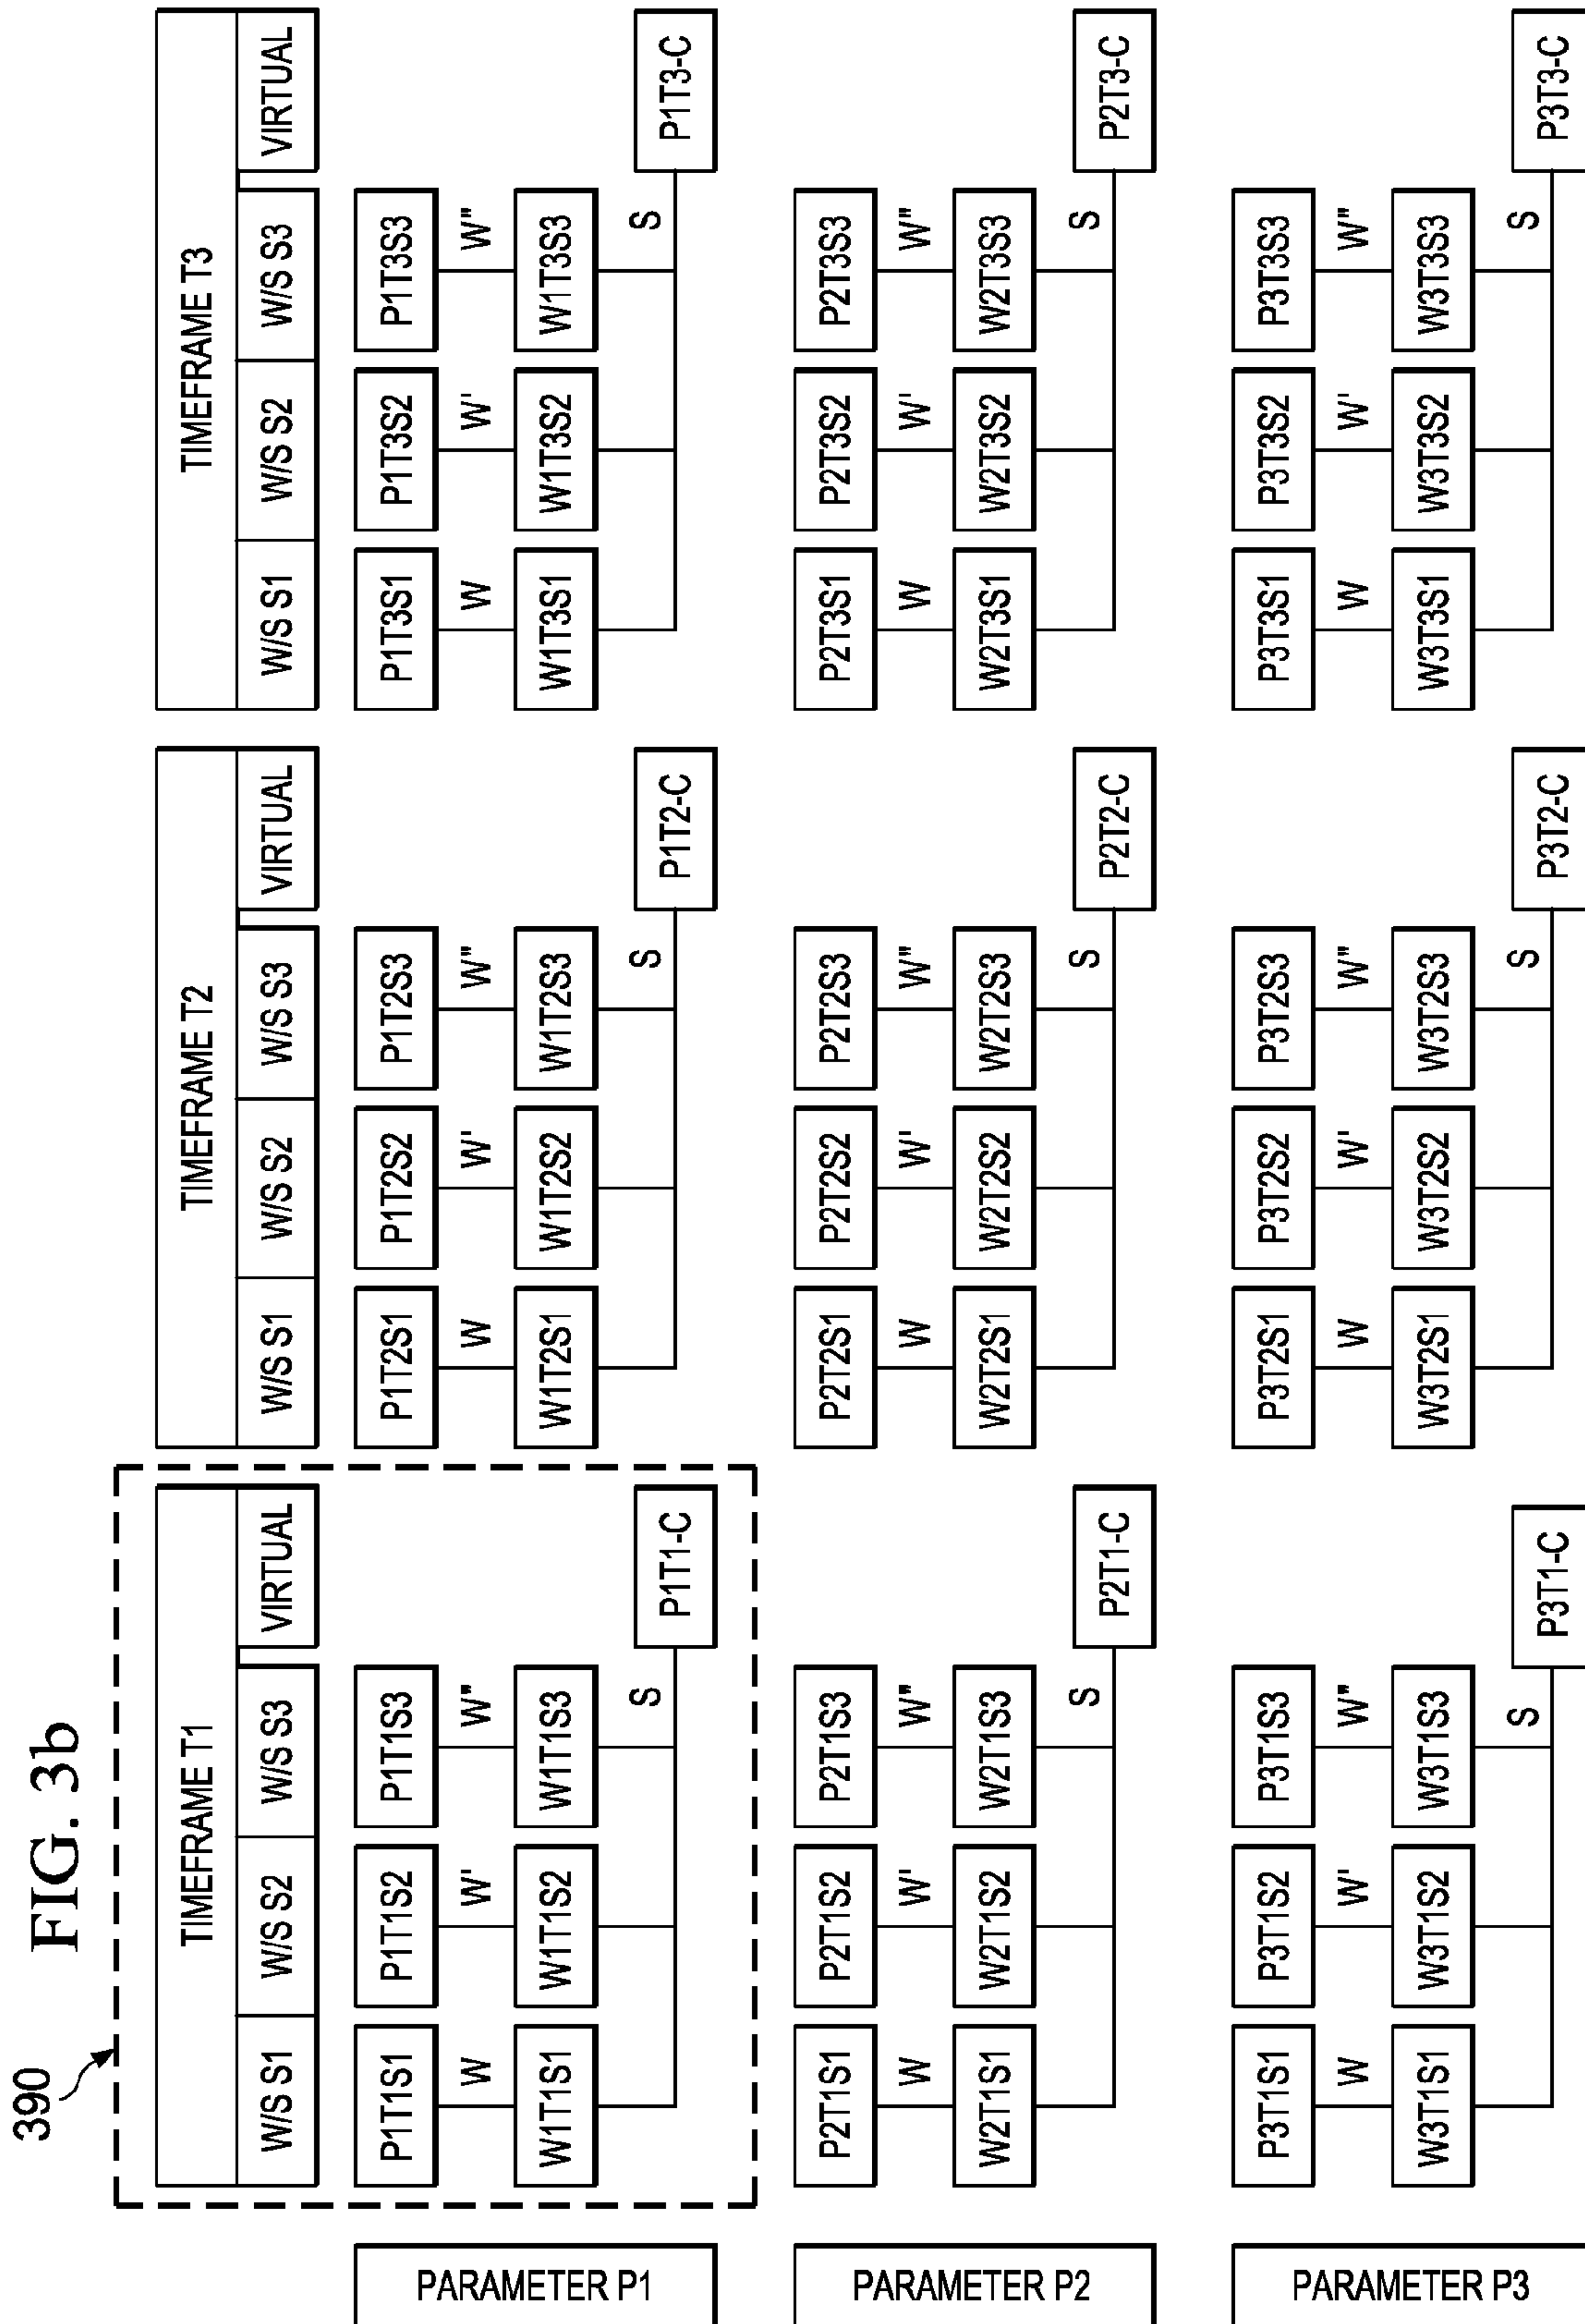 FIG. 3b
390
TIMEFRAME T1 TIMEFRAME T2 TIMEFRAME T3
W/S S1 W/S S2 W/S S3 VIRTUAL W/S S1 W/S S2 W/S S3 VIRTUAL W/S S1 W/S S2 W/S S3 VIRTUAL
PARAMETER P1
P1T1S1 P1T1S2 P1T1S3 P1T2S1 P1T2S2 P1T2S3 P1T3S1 P1T3S2 P1T3S3
W W' W" W W' W" W W' W"
W1T1S1 W1T1S2 W1T1S3 W1T2S1 W1T2S2 W1T2S3 W1T3S1 W1T3S2 W1T3S3
S P1T1-C S P1T2-C S P1T3-C
PARAMETER P2
P2T1S1 P2T1S2 P2T1S3 P2T2S1 P2T2S2 P2T2S3 P2T3S1 P2T3S2 P2T3S3
W W' W" W W' W" W W' W"
W2T1S1 W2T1S2 W2T1S3 W2T2S1 W2T2S2 W2T2S3 W2T3S1 W2T3S2 W2T3S3
S P2T1-C S P2T2-C S P2T3-C
PARAMETER P3
P3T1S1 P3T1S2 P3T1S3 P3T2S1 P3T2S2 P3T2S3 P3T3S1 P3T3S2 P3T3S3
W W' W" W W' W" W W' W"
W3T1S1 W3T1S2 W3T1S3 W3T2S1 W3T2S2 W3T2S3 W3T3S1 W3T3S2 W3T3S3
S P3T1-C S P3T2-C S P3T3-C